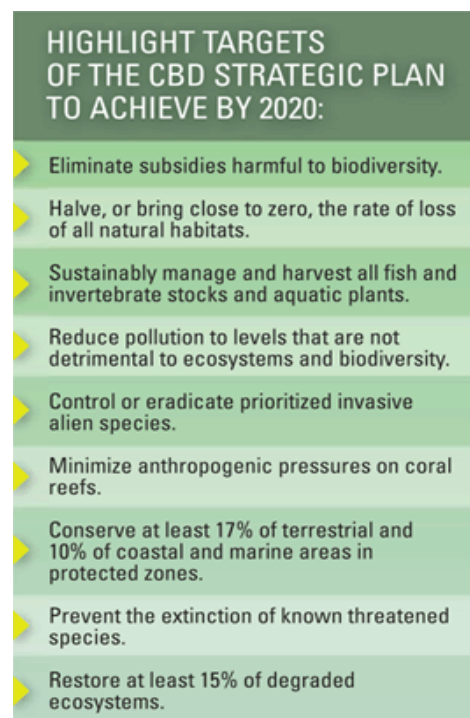 HIGHLIGHT TARGETS
OF THE CBD STRATEGIC PLAN
TO ACHIEVE BY 2020:
Eliminate subsidies harmful to biodiversity.
Halve, or bring close to zero, the rate of loss
of all natural habitats.
Sustainably manage and harvest all fish and
invertebrate stocks and aquatic plants.
Reduce pollution to levels that are not
detrimental to ecosystems and biodiversity.
Control or eradicate prioritized invasive
alien species.
Minimize anthropogenic pressures on coral
reefs.
Conserve at least 17% of terrestrial and
10% of coastal and marine areas in
protected zones.
Prevent the extinction of known threatened
species.
Restore at least 15% of degraded
ecosystems.